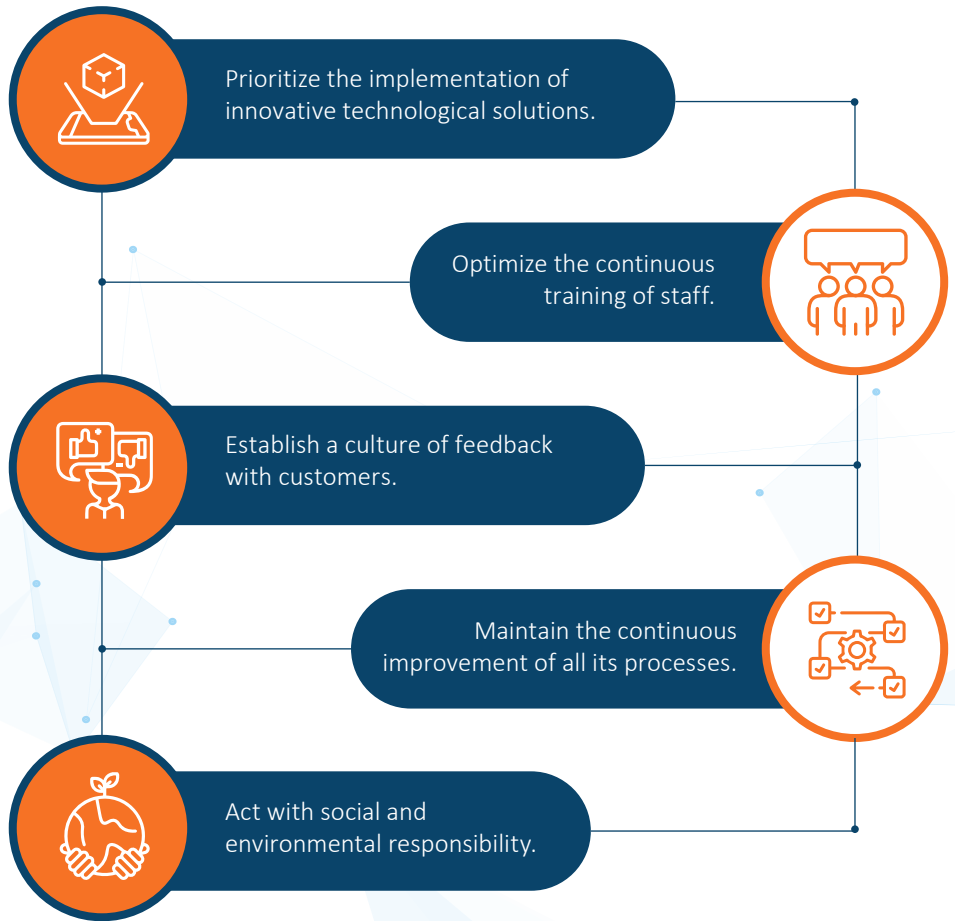 Prioritize the implementation of
innovative technological solutions.
Optimize the continuous
training of staff.
Establish a culture of feedback
with customers.
Maintain the continuous
improvement of all its processes.
Act with social and
environmental responsibility.